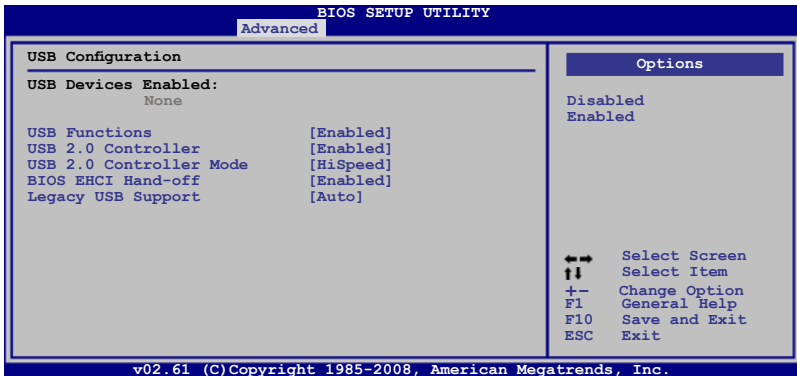 BIOS SETUP UTILITY
Advanced
USB Configuration
USB Devices Enabled:
None
USB Functions [Enabled]
USB 2.0 Controller [Enabled]
USB 2.0 Controller Mode [HiSpeed]
BIOS EHCI Hand-off [Enabled]
Legacy USB Support [Auto]
Options
Disabled
Enabled
←→ Select Screen
↑↓ Select Item
+- Change Option
F1 General Help
F10 Save and Exit
ESC Exit
v02.61 (C)Copyright 1985-2008, American Megatrends, Inc.